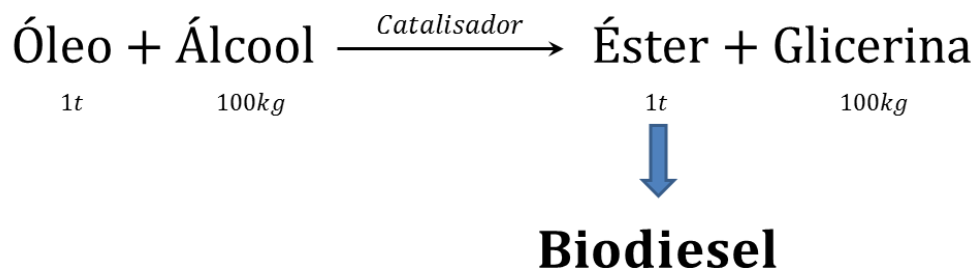 Catalisador
Óleo + Álcool Éster + Glicerina
1t 100kg 1t 100kg
Biodiesel